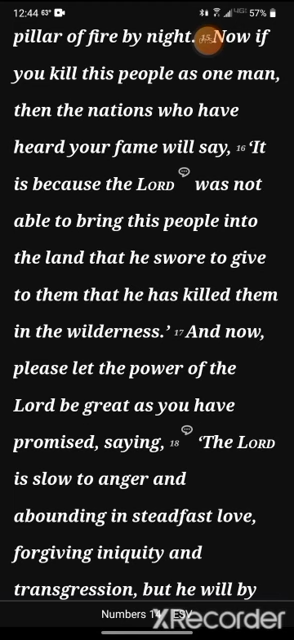 12:44 63° 57%
pillar of fire by night. 15 Now if
you kill this people as one man,
then the nations who have
heard your fame will say, 16 ‘It
is because the LORD was not
able to bring this people into
the land that he swore to give
to them that he has killed them
in the wilderness.’ 17 And now,
please let the power of the
Lord be great as you have
promised, saying, 18 ‘The LORD
is slow to anger and
abounding in steadfast love,
forgiving iniquity and
transgression, but he will by
Numbers 14 ESV
XRecorder